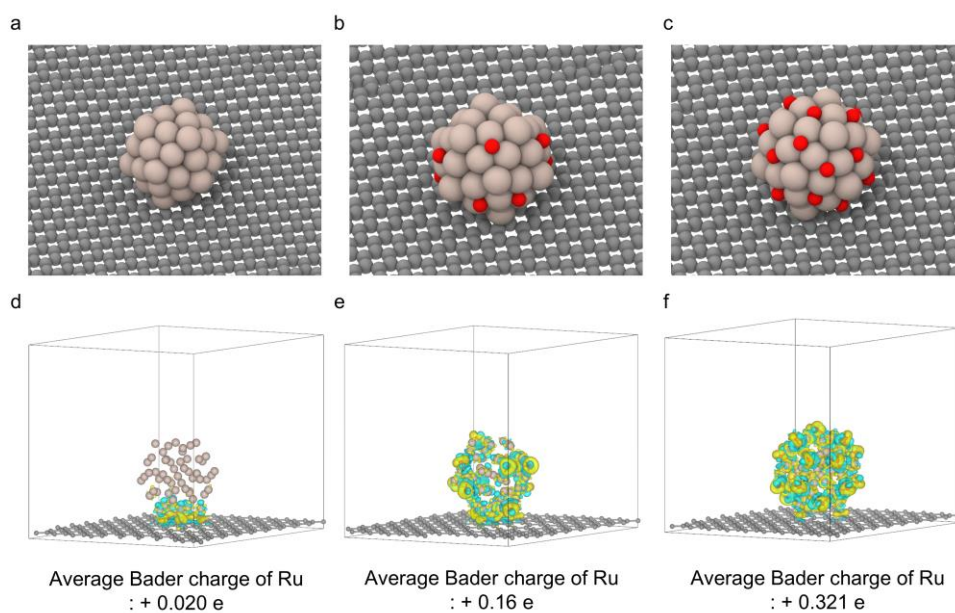 a
b
c
d
e
f
Average Bader charge of Ru
: + 0.020 e
Average Bader charge of Ru
: + 0.16 e
Average Bader charge of Ru
: + 0.321 e